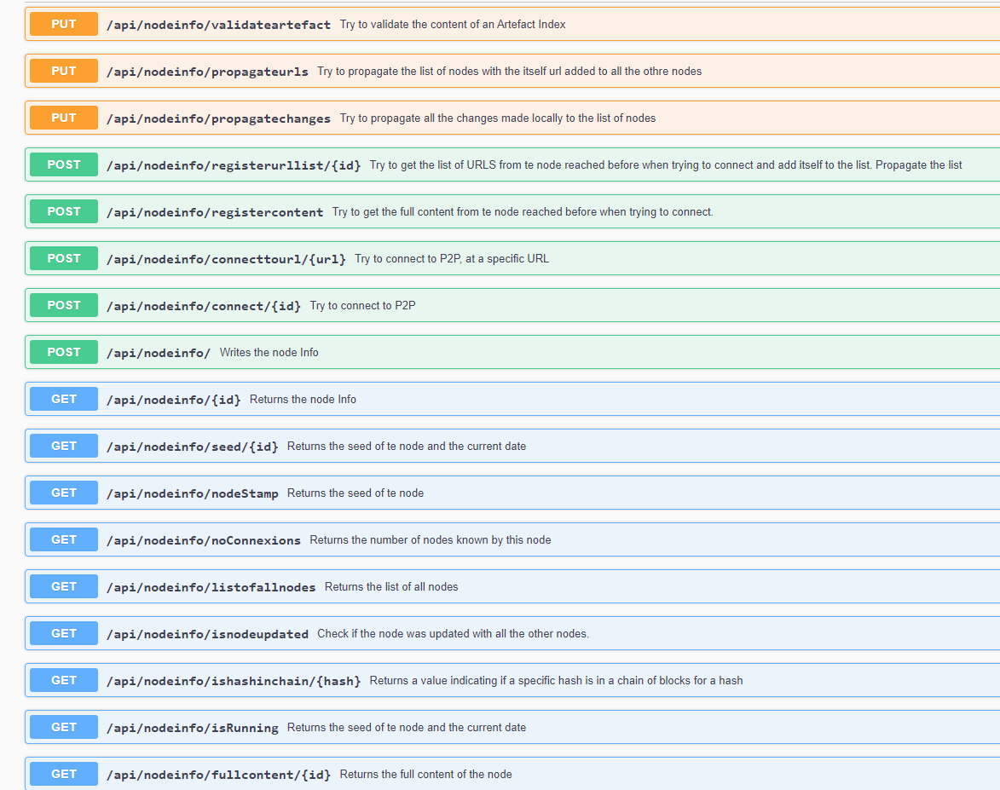 PUT /api/nodeinfo/validateartefact Try to validate the content of an Artefact Index
PUT /api/nodeinfo/propagateurls Try to propagate the list of nodes with the itself url added to all the othre nodes
PUT /api/nodeinfo/propagatechanges Try to propagate all the changes made locally to the list of nodes
POST /api/nodeinfo/registerurllist/{id} Try to get the list of URLS from te node reached before when trying to connect and add itself to the list. Propagate the list
POST /api/nodeinfo/registercontent Try to get the full content from te node reached before when trying to connect.
POST /api/nodeinfo/connecttourl/{url} Try to connect to P2P, at a specific URL
POST /api/nodeinfo/connect/{id} Try to connect to P2P
POST /api/nodeinfo/ Writes the node Info
GET /api/nodeinfo/{id} Returns the node Info
GET /api/nodeinfo/seed/{id} Returns the seed of te node and the current date
GET /api/nodeinfo/nodeStamp Returns the seed of te node
GET /api/nodeinfo/noConnexions Returns the number of nodes known by this node
GET /api/nodeinfo/listofallnodes Returns the list of all nodes
GET /api/nodeinfo/isnodeupdated Check if the node was updated with all the other nodes.
GET /api/nodeinfo/ishashinchain/{hash} Returns a value indicating if a specific hash is in a chain of blocks for a hash
GET /api/nodeinfo/isRunning Returns the seed of te node and the current date
GET /api/nodeinfo/fullcontent/{id} Returns the full content of the node